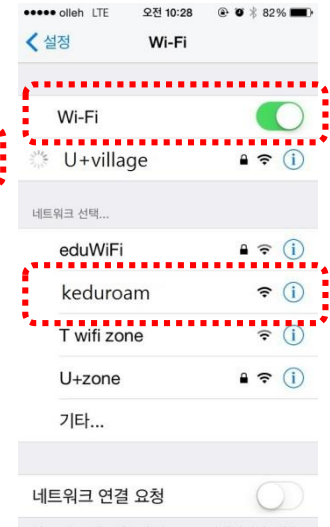 olleh LTE 오전 10:28 82%
설정 Wi-Fi
Wi-Fi
U+village
네트워크 선택...
eduWiFi
keduroam
T wifi zone
U+zone
기타...
네트워크 연결 요청